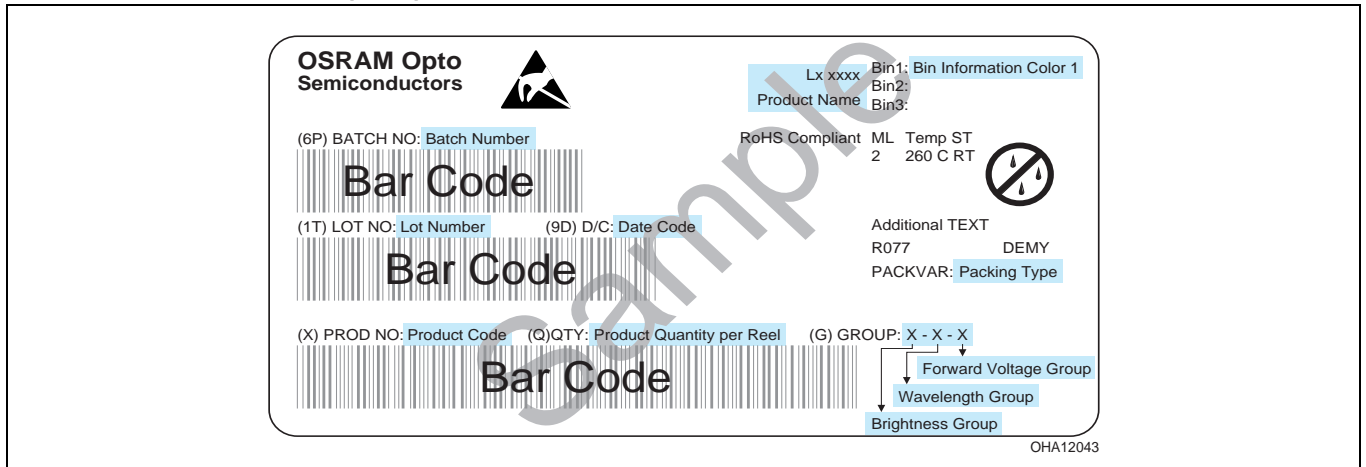 OSRAM Opto
Semiconductors
Lx xxxx
Product Name
Bin1: Bin Information Color 1
Bin2:
Bin3:
(6P) BATCH NO: Batch Number
Bar Code
RoHS Compliant ML Temp ST
2 260 C RT
(1T) LOT NO: Lot Number (9D) D/C: Date Code
Bar Code
Additional TEXT
R077 DEMY
PACKVAR: Packing Type
(X) PROD NO: Product Code (Q)QTY: Product Quantity per Reel (G) GROUP: X - X - X
Bar Code
Forward Voltage Group
Wavelength Group
Brightness Group
Sample
OHA12043